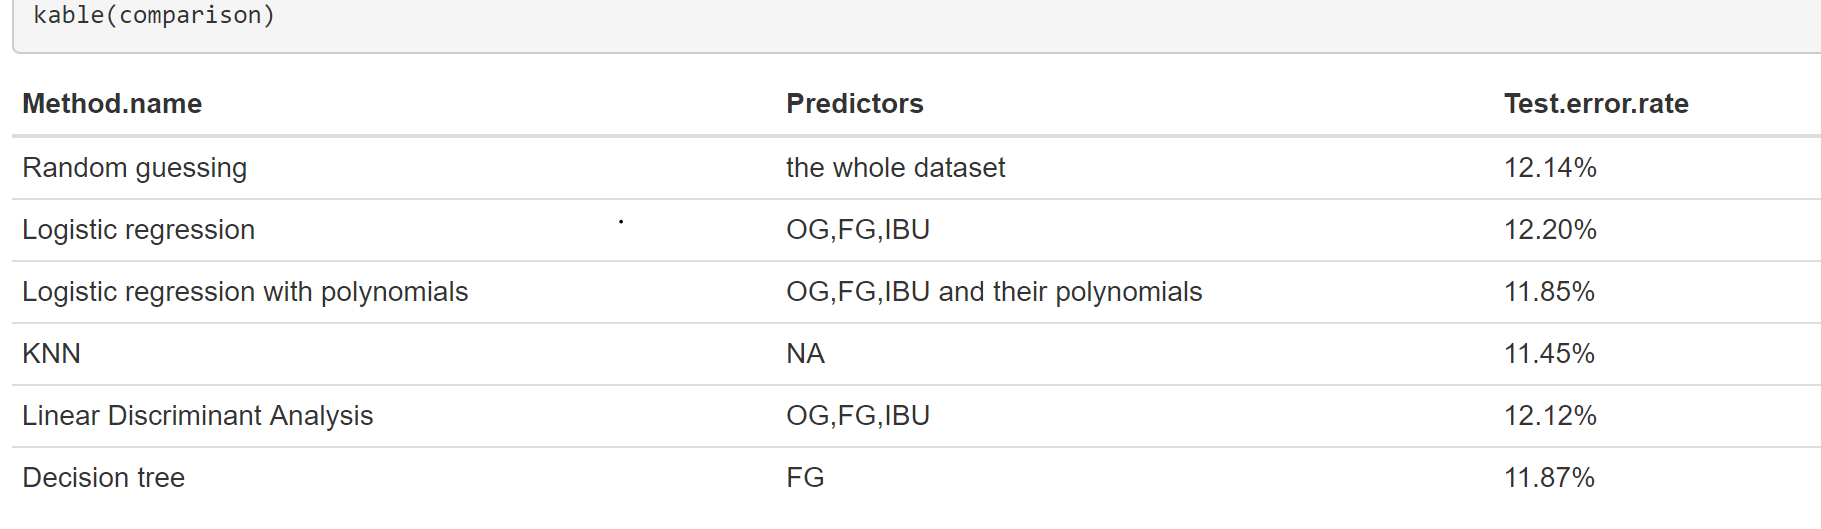 kable(comparison)
Method.name Predictors Test.error.rate
Random guessing the whole dataset 12.14%
Logistic regression OG,FG,IBU 12.20%
Logistic regression with polynomials OG,FG,IBU and their polynomials 11.85%
KNN NA 11.45%
Linear Discriminant Analysis OG,FG,IBU 12.12%
Decision tree FG 11.87%